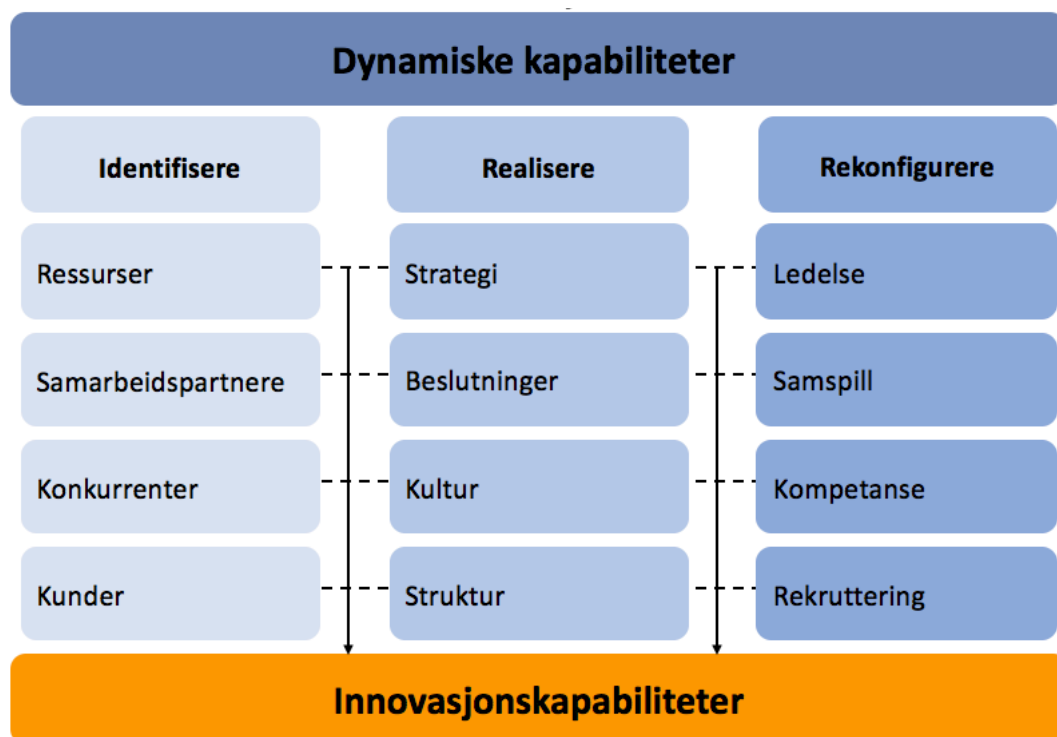 Dynamiske kapabiliteter
Identifisere
Realisere
Rekonfigurere
Ressurser
Strategi
Ledelse
Samarbeidspartnere
Beslutninger
Samspill
Konkurrenter
Kultur
Kompetanse
Kunder
Struktur
Rekruttering
Innovasjonskapabiliteter